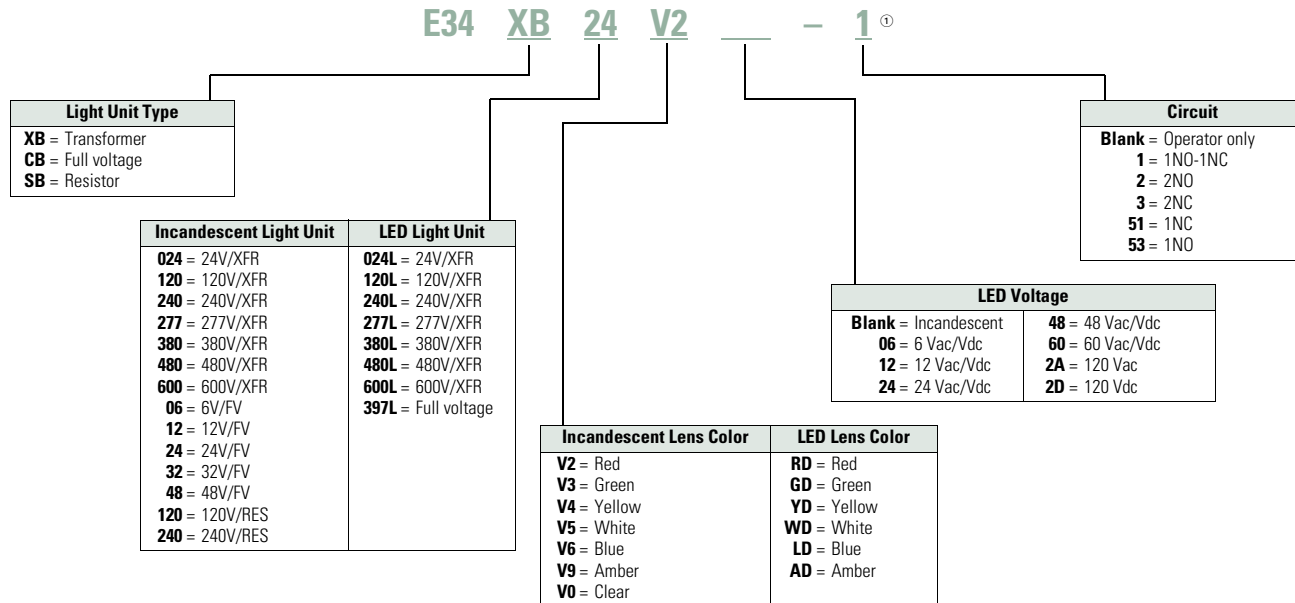 E34 XB 24 V2 ___ – 1 ①
Light Unit Type
XB = Transformer
CB = Full voltage
SB = Resistor
Incandescent Light Unit
024 = 24V/XFR
120 = 120V/XFR
240 = 240V/XFR
277 = 277V/XFR
380 = 380V/XFR
480 = 480V/XFR
600 = 600V/XFR
06 = 6V/FV
12 = 12V/FV
24 = 24V/FV
32 = 32V/FV
48 = 48V/FV
120 = 120V/RES
240 = 240V/RES
LED Light Unit
024L = 24V/XFR
120L = 120V/XFR
240L = 240V/XFR
277L = 277V/XFR
380L = 380V/XFR
480L = 480V/XFR
600L = 600V/XFR
397L = Full voltage
Incandescent Lens Color
V2 = Red
V3 = Green
V4 = Yellow
V5 = White
V6 = Blue
V9 = Amber
V0 = Clear
LED Lens Color
RD = Red
GD = Green
YD = Yellow
WD = White
LD = Blue
AD = Amber
LED Voltage
Blank = Incandescent
06 = 6 Vac/Vdc
12 = 12 Vac/Vdc
24 = 24 Vac/Vdc
48 = 48 Vac/Vdc
60 = 60 Vac/Vdc
2A = 120 Vac
2D = 120 Vdc
Circuit
Blank = Operator only
1 = 1NO-1NC
2 = 2NO
3 = 2NC
51 = 1NC
53 = 1NO